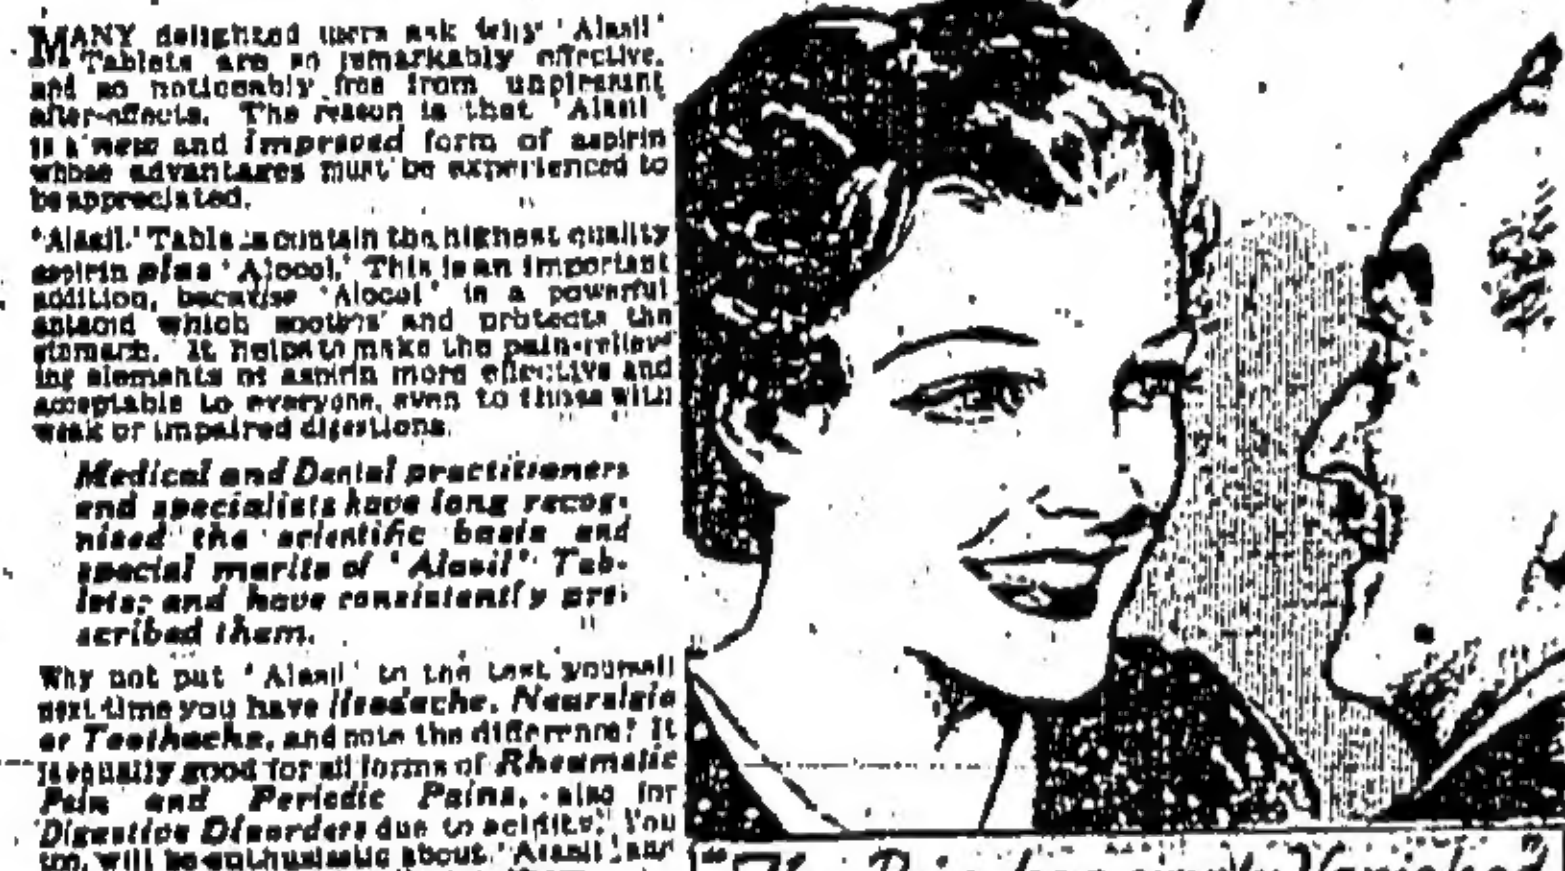 MANY delighted users ask why 'Alasil'
Tablets are so remarkably effective,
and so noticeably free from unpleasant
after-effects. The reason is that 'Alasil'
is a new and improved form of aspirin
whose advantages must be experienced to
be appreciated.
'Alasil' Tablets contain the highest quality
aspirin plus 'Alocol.' This is an important
addition, because 'Alocol' is a powerful
antacid which soothes and protects the
stomach. It helps to make the pain-reliev-
ing elements of aspirin more effective and
acceptable to everyone, even to those with
weak or impaired digestions.
Medical and Dental practitioners
and specialists have long recog-
nised the scientific basis and
special merits of 'Alasil' Tab-
lets; and have consistently pre-
scribed them.
Why not put 'Alasil' to the test yourself
next time you have Headache, Neuralgia
or Toothache, and note the difference? It
is equally good for all forms of Rheumatic
Pain and Periodic Pains, also for
Digestive Disorders due to acidity. You
too, will be enthusiastic about 'Alasil' and
"The Pain has simply Vanished"